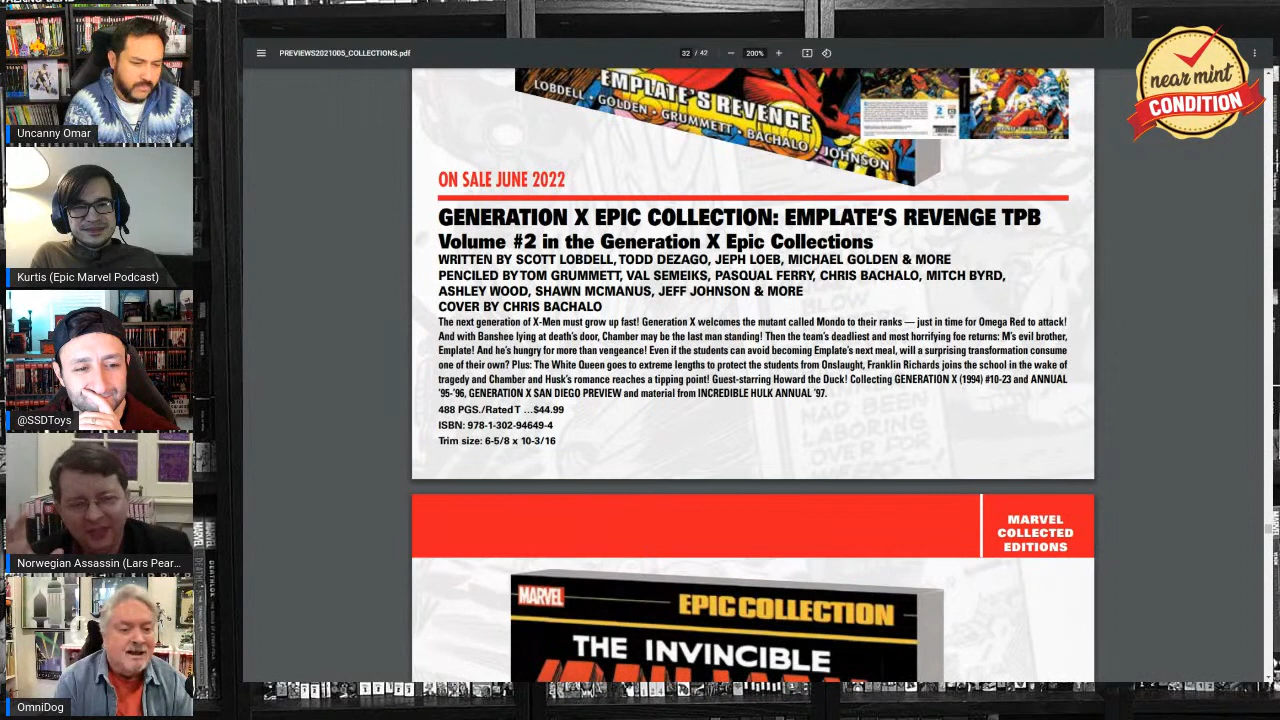 PREVIEWS2021005_COLLECTIONS.pdf
32 / 42
200%
near mint
CONDITION
EMPLATE'S REVENGE
LOBDELL • GOLDEN • GRUMMETT • BACHALO • JOHNSON
ON SALE JUNE 2022
GENERATION X EPIC COLLECTION: EMPLATE'S REVENGE TPB
Volume #2 in the Generation X Epic Collections
WRITTEN BY SCOTT LOBDELL, TODD DEZAGO, JEPH LOEB, MICHAEL GOLDEN & MORE
PENCILED BY TOM GRUMMETT, VAL SEMEIKS, PASQUAL FERRY, CHRIS BACHALO, MITCH BYRD,
ASHLEY WOOD, SHAWN MCMANUS, JEFF JOHNSON & MORE
COVER BY CHRIS BACHALO
The next generation of X-Men must grow up fast! Generation X welcomes the mutant called Mondo to their ranks — just in time for Omega Red to attack!
And with Banshee lying at death's door, Chamber may be the last man standing! Then the team's deadliest and most horrifying foe returns: M's evil brother,
Emplate! And he's hungry for more than vengeance! Even if the students can avoid becoming Emplate's next meal, will a surprising transformation consume
one of their own? Plus: The White Queen goes to extreme lengths to protect the students from Onslaught, Franklin Richards joins the school in the wake of
tragedy and Chamber and Husk's romance reaches a tipping point! Guest-starring Howard the Duck! Collecting GENERATION X (1994) #10-23 and ANNUAL
'95-'96, GENERATION X SAN DIEGO PREVIEW and material from INCREDIBLE HULK ANNUAL '97.
488 PGS./Rated T ...$44.99
ISBN: 978-1-302-94649-4
Trim size: 6-5/8 x 10-3/16
MARVEL
COLLECTED
EDITIONS
MARVEL
EPIC COLLECTION
THE INVINCIBLE
Uncanny Omar
Kurtis (Epic Marvel Podcast)
@SSDToys
Norwegian Assassin (Lars Pear...
OmniDog